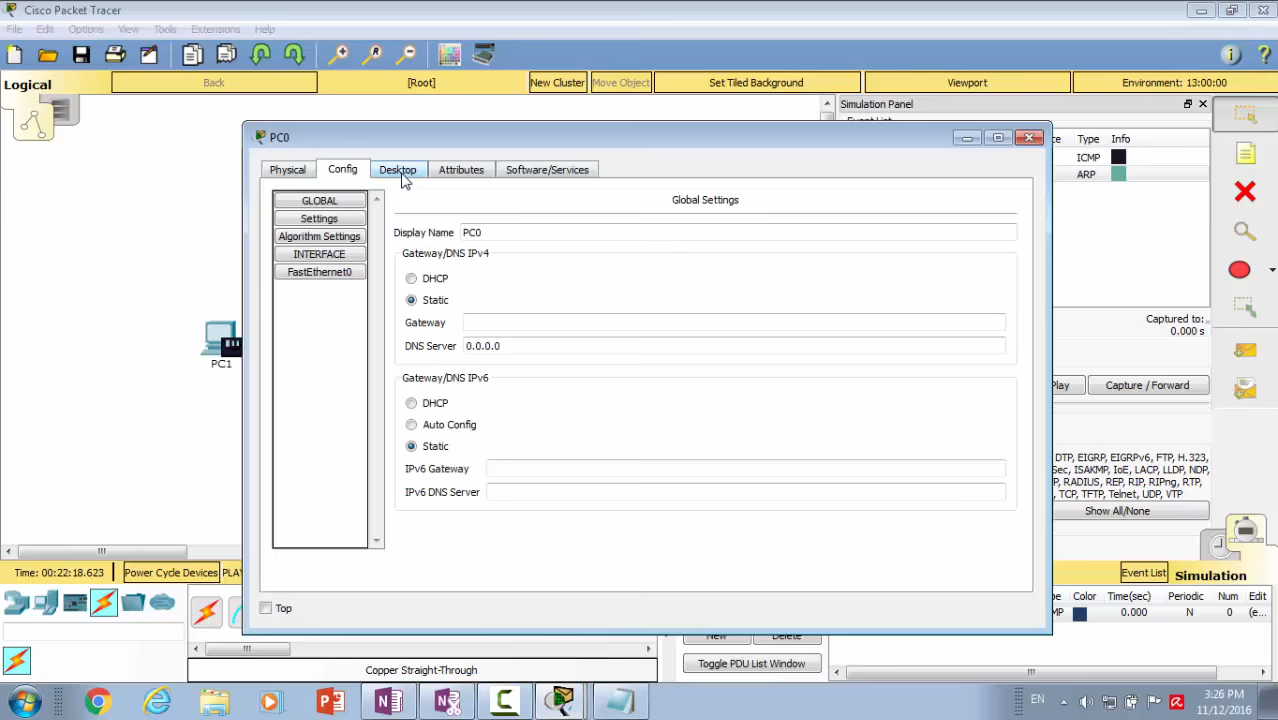 Cisco Packet Tracer
File Edit Options View Tools Extensions Help
Logical Back [Root] New Cluster Move Object Set Tiled Background Viewport Environment: 13:00:00
Simulation Panel
PC0
Type Info
ICMP
ARP
Physical Config Desktop Attributes Software/Services
GLOBAL
Settings
Algorithm Settings
INTERFACE
FastEthernet0
Global Settings
Display Name PC0
Gateway/DNS IPv4
DHCP
Static
Gateway
DNS Server 0.0.0.0
Gateway/DNS IPv6
DHCP
Auto Config
Static
IPv6 Gateway
IPv6 DNS Server
Top
PC1
Captured to:
0.000 s
Play Capture / Forward
DTP, EIGRP, EIGRPv6, FTP, H.323,
Sec, ISAKMP, IoE, LACP, LLDP, NDP,
P, RADIUS, REP, RIP, RIPng, RTP,
TCP, TFTP, Telnet, UDP, VTP
Show All/None
Time: 00:22:18.623 Power Cycle Devices PLA
Event List Simulation
Color Time(sec) Periodic Num Edit
MP 0.000 N 0 (e...
New Delete
Toggle PDU List Window
Copper Straight-Through
EN
3:26 PM
11/12/2016